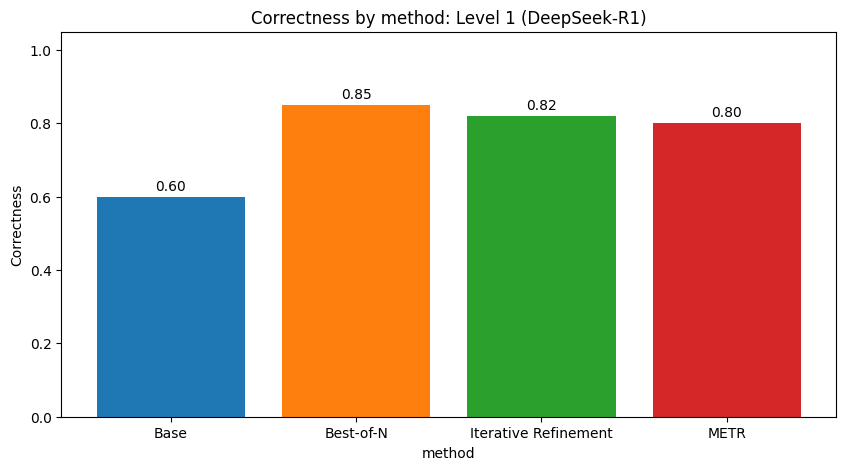 Correctness by method: Level 1 (DeepSeek-R1)
1.0
0.8
0.6
0.4
0.2
0.0
Correctness
0.60
0.85
0.82
0.80
Base
Best-of-N
Iterative Refinement
METR
method